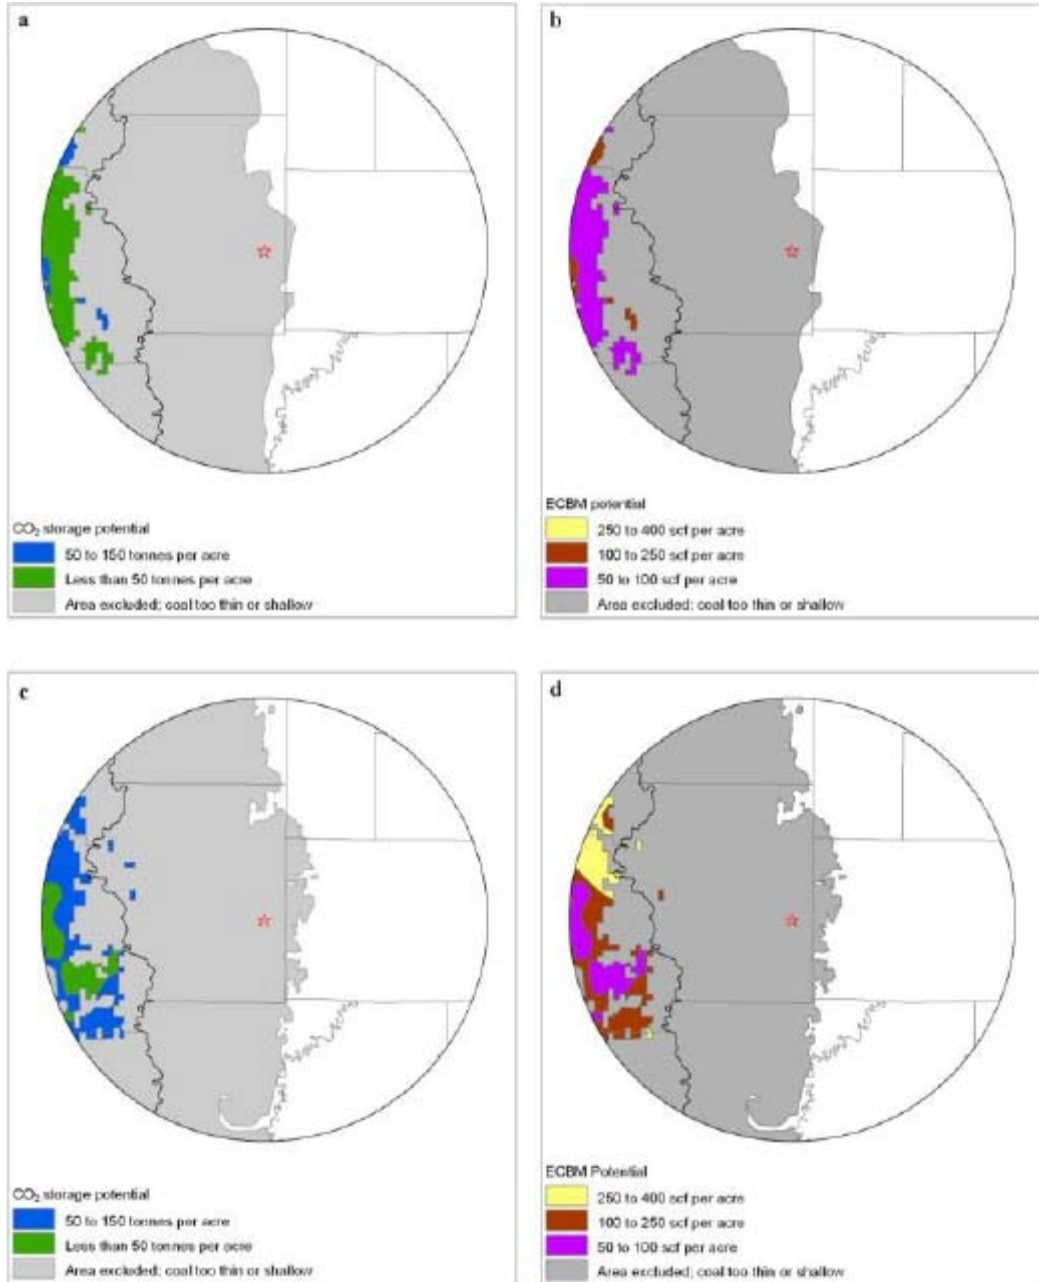 a
CO₂ storage potential
50 to 150 tonnes per acre
Less than 50 tonnes per acre
Area excluded; coal too thin or shallow
b
ECBM potential
250 to 400 scf per acre
100 to 250 scf per acre
50 to 100 scf per acre
Area excluded; coal too thin or shallow
c
CO₂ storage potential
50 to 150 tonnes per acre
Less than 50 tonnes per acre
Area excluded; coal too thin or shallow
d
ECBM Potential
250 to 400 scf per acre
100 to 250 scf per acre
50 to 100 scf per acre
Area excluded; coal too thin or shallow